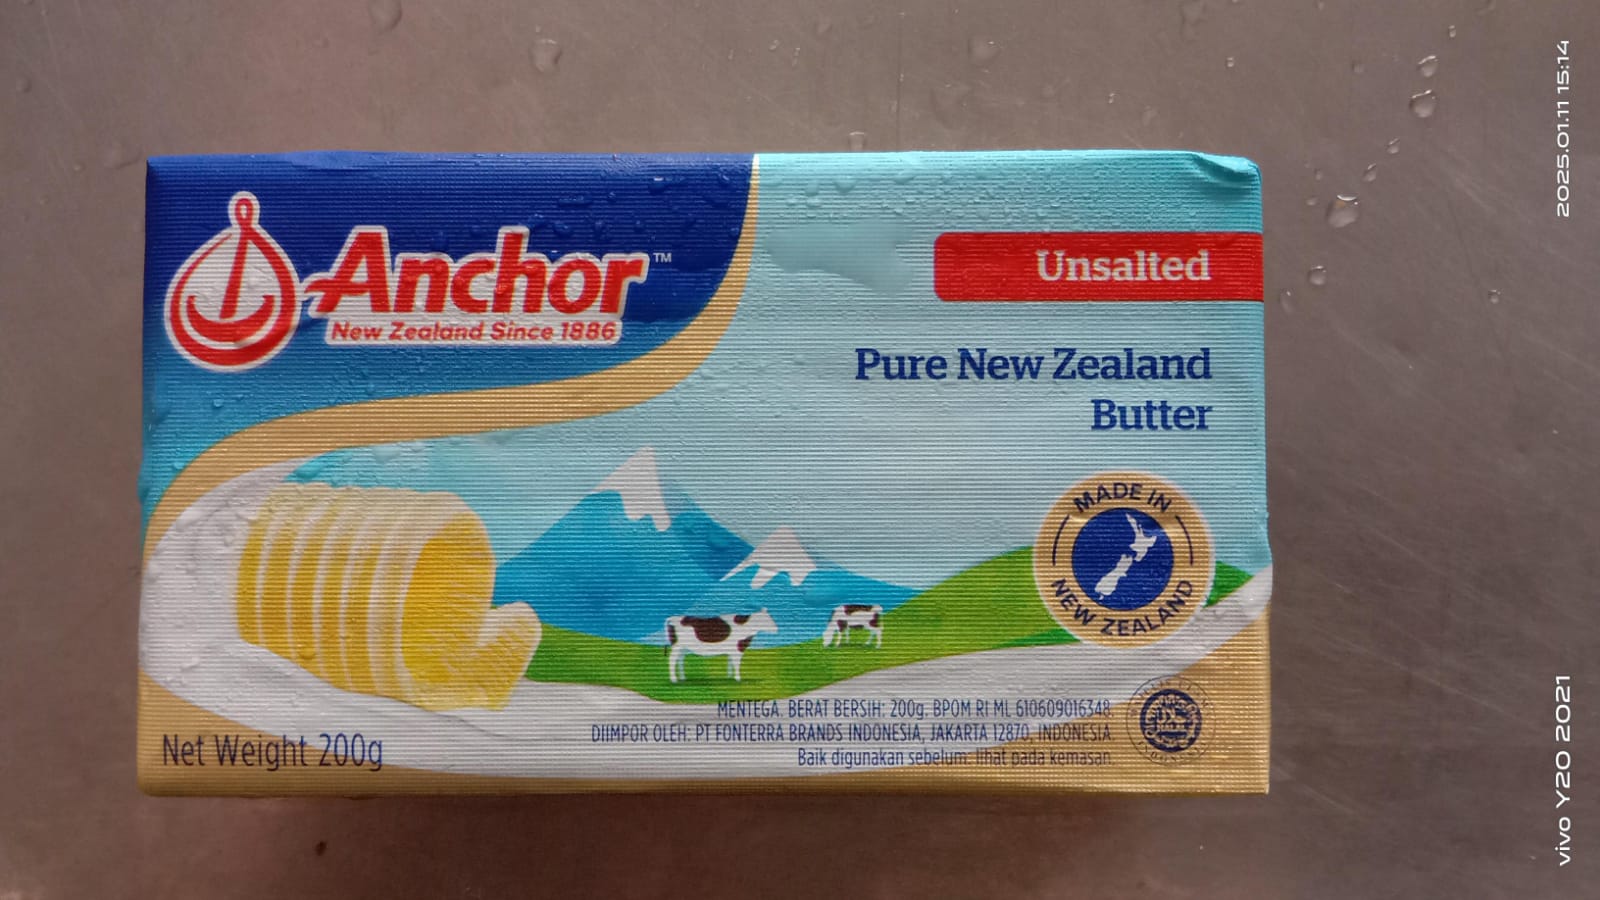 Anchor™
New Zealand Since 1886
Unsalted
Pure New Zealand
Butter
MADE IN
NEW ZEALAND
MENTEGA. BERAT BERSIH: 200g. BPOM RI ML 610609016348
DIIMPOR OLEH: PT FONTERRA BRANDS INDONESIA, JAKARTA 12870, INDONESIA
Baik digunakan sebelum: lihat pada kemasan.
Net Weight 200g
2025.01.11 15:14
vivo Y20 2021